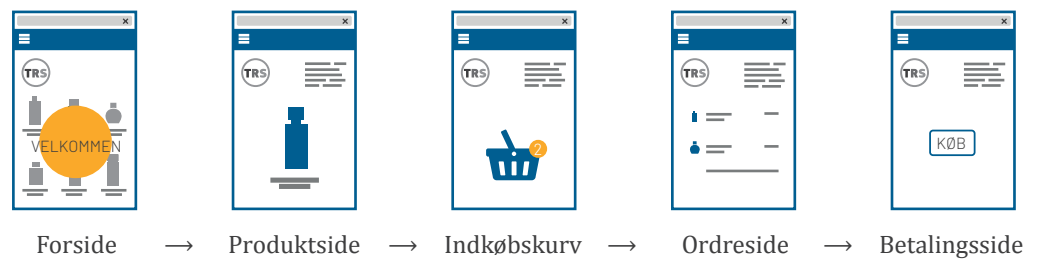 TRS
VELKOMMEN
TRS
TRS
2
TRS
TRS
KØB
Forside → Produktside → Indkøbskurv → Ordreside → Betalingsside